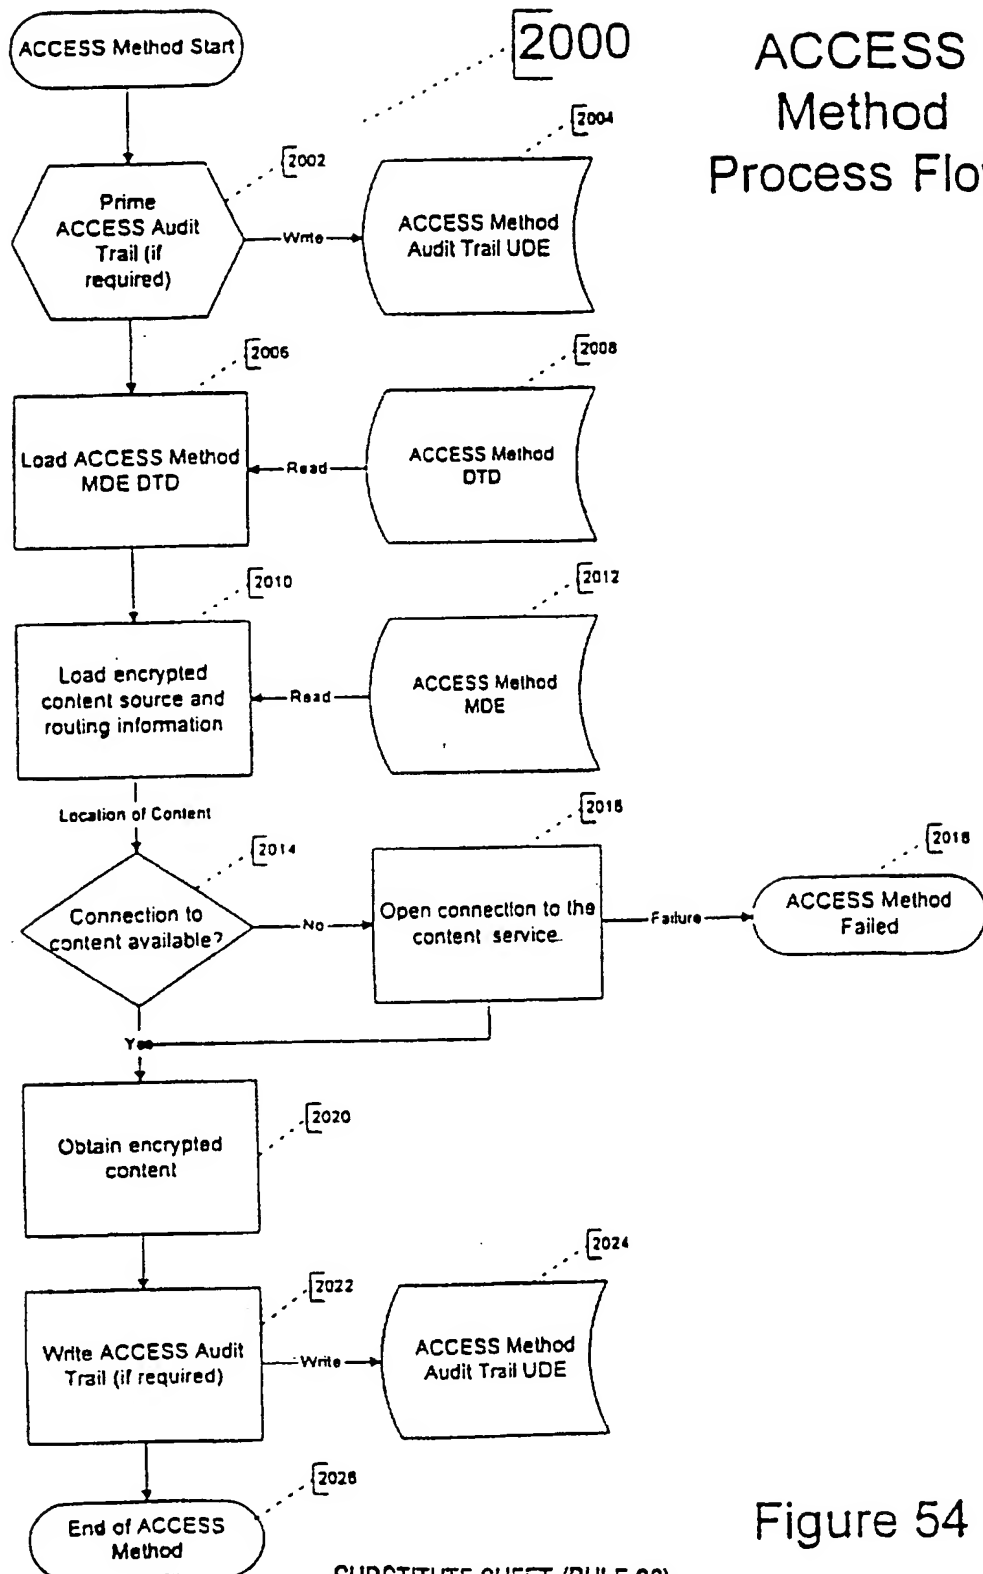 ACCESS Method Start
2000
ACCESS
Method
Process Flo
2002
2004
Prime
ACCESS Audit
Trail (if
required)
Write
ACCESS Method
Audit Trail UDE
2006
2008
Load ACCESS Method
MDE DTD
Read
ACCESS Method
DTD
2010
2012
Load encrypted
content source and
routing information
Read
ACCESS Method
MDE
Location of Content
2014
2016
2018
Connection to
content available?
No
Open connection to the
content service.
Failure
ACCESS Method
Failed
Y
2020
Obtain encrypted
content
2022
2024
Write ACCESS Audit
Trail (if required)
Write
ACCESS Method
Audit Trail UDE
2026
End of ACCESS
Method
Figure 54